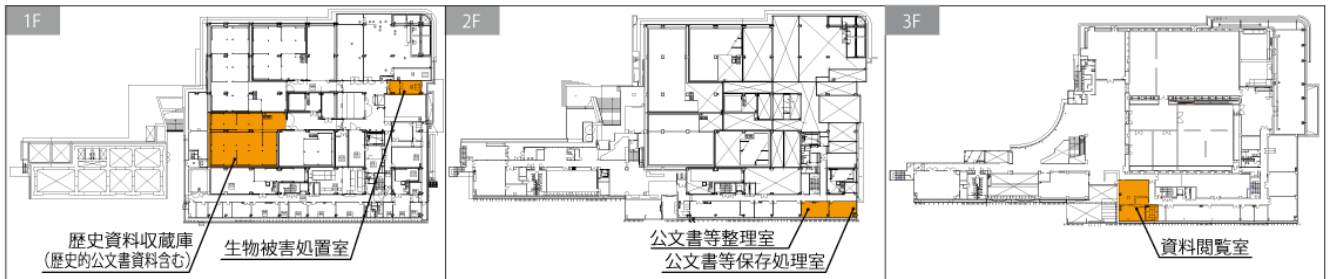 1F
2F
3F
歴史資料収蔵庫
(歴史的公文書資料含む)
生物被害処置室
公文書等整理室
公文書等保存処理室
資料閲覧室